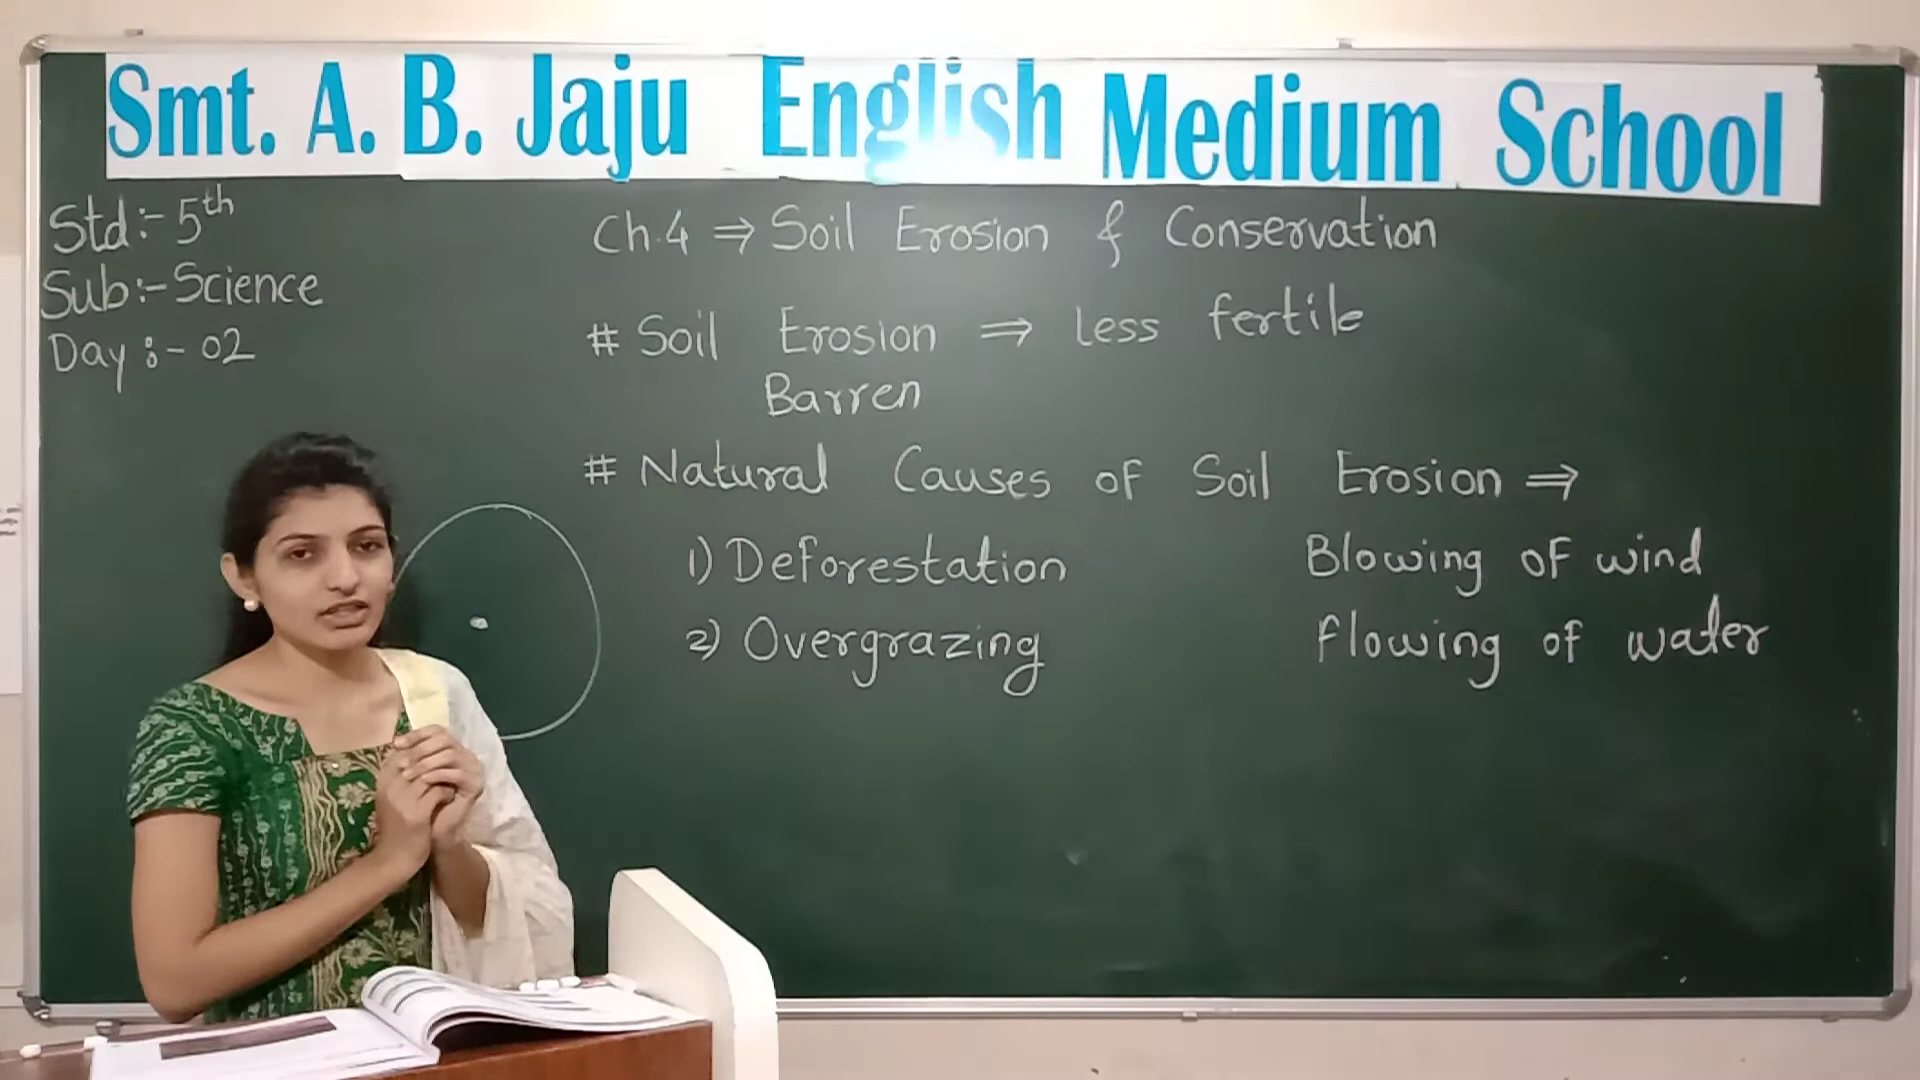 Smt. A. B. Jaju English Medium School
Std:- 5th
Sub:- Science
Day:- 02
Ch.4 ⇒ Soil Erosion & Conservation
# Soil Erosion ⇒ less fertile
Barren
# Natural Causes of Soil Erosion ⇒
1) Deforestation
2) Overgrazing
Blowing of wind
flowing of water